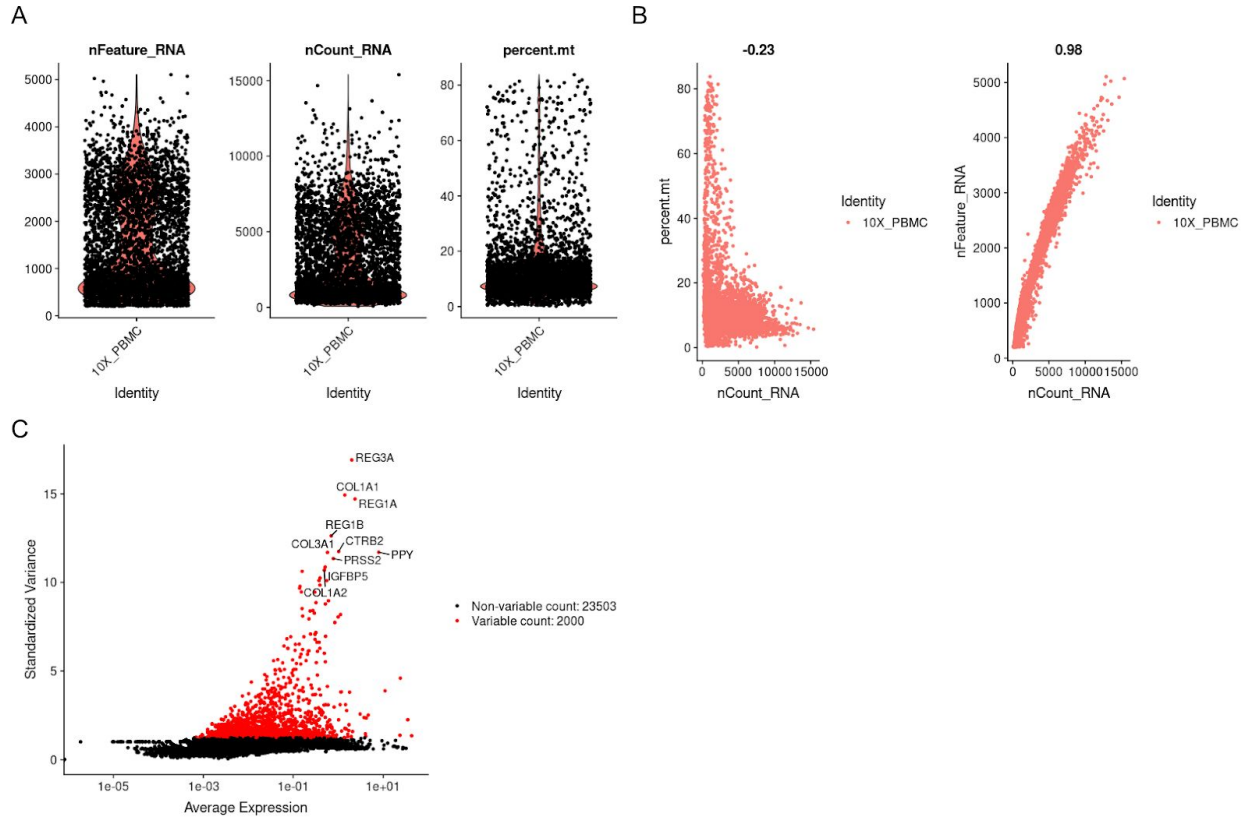 A
nFeature_RNA
5000
4000
3000
2000
1000
0
10X_PBMC
Identity
nCount_RNA
15000
10000
5000
0
10X_PBMC
Identity
percent.mt
80
60
40
20
0
10X_PBMC
Identity
B
-0.23
percent.mt
80
60
40
20
0
0 5000 10000 15000
nCount_RNA
Identity
10X_PBMC
0.98
nFeature_RNA
5000
4000
3000
2000
1000
0
0 5000 10000 15000
nCount_RNA
Identity
10X_PBMC
C
Standardized Variance
15
10
5
0
REG3A
COL1A1
REG1A
REG1B
COL3A1
CTRB2
PPY
PRSS2
IGFBP5
COL1A2
1e-05 1e-03 1e-01 1e+01
Average Expression
Non-variable count: 23503
Variable count: 2000